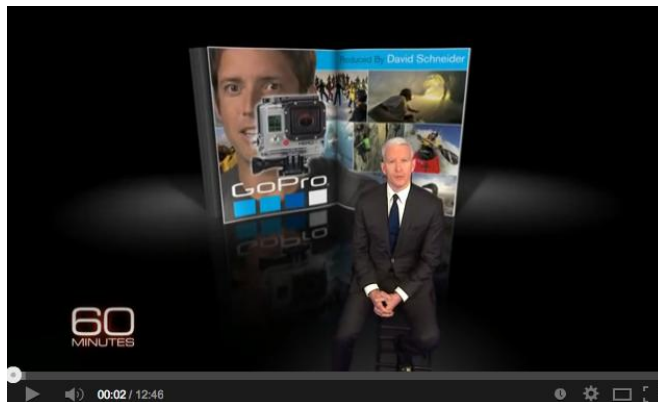 Produced By David Schneider
GoPro
60
MINUTES
00:02 / 12:46